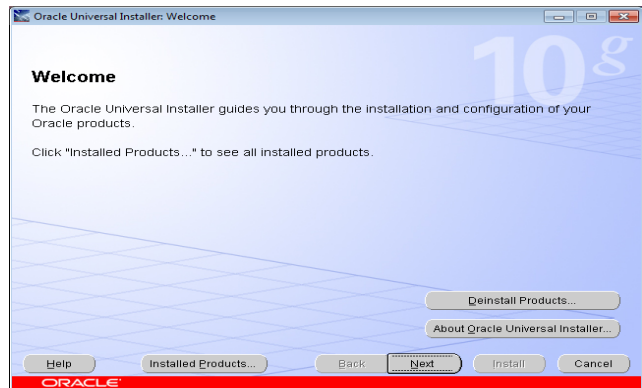 Oracle Universal Installer: Welcome
10g
Welcome
The Oracle Universal Installer guides you through the installation and configuration of your
Oracle products.
Click "Installed Products..." to see all installed products.
Deinstall Products...
About Oracle Universal Installer...
Help
Installed Products...
Back
Next
Install
Cancel
ORACLE